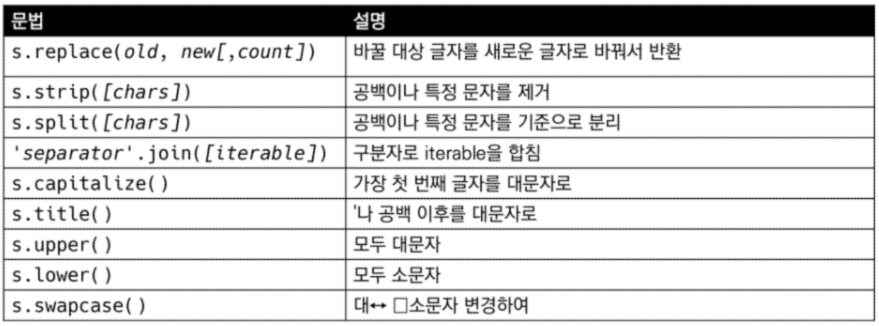 문법 설명
s.replace(old, new[,count]) 바꿀 대상 글자를 새로운 글자로 바꿔서 반환
s.strip([chars]) 공백이나 특정 문자를 제거
s.split([chars]) 공백이나 특정 문자를 기준으로 분리
'separator'.join([iterable]) 구분자로 iterable을 합침
s.capitalize() 가장 첫 번째 글자를 대문자로
s.title() '나 공백 이후를 대문자로
s.upper() 모두 대문자
s.lower() 모두 소문자
s.swapcase() 대↔ □소문자 변경하여